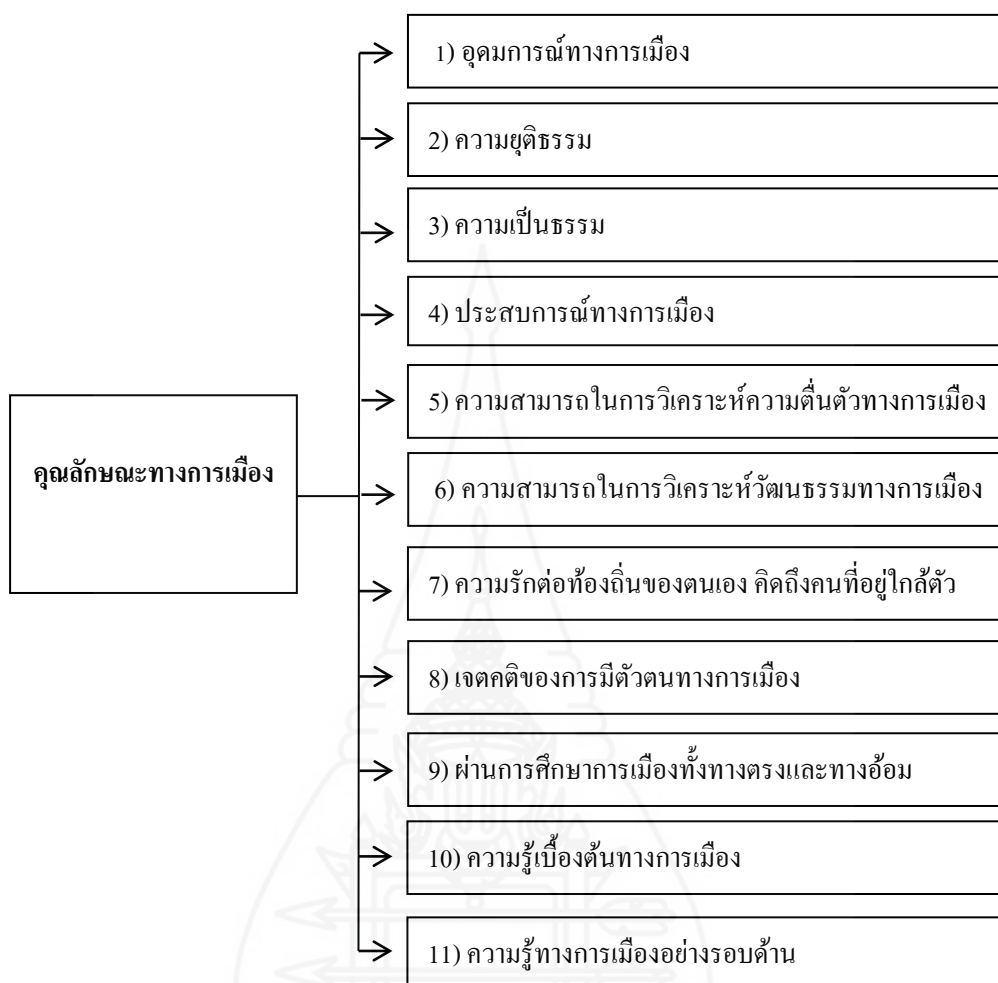 1) อุดมการณ์ทางการเมือง
2) ความยุติธรรม
3) ความเป็นธรรม
4) ประสบการณ์ทางการเมือง
5) ความสามารถในการวิเคราะห์ความตื่นตัวทางการเมือง
คุณลักษณะทางการเมือง
6) ความสามารถในการวิเคราะห์วัฒนธรรมทางการเมือง
7) ความรักต่อท้องถิ่นของตนเอง คิดถึงคนที่อยู่ใกล้ตัว
8) เจตคติของการมีตัวตนทางการเมือง
9) ผ่านการศึกษาการเมืองทั้งทางตรงและทางอ้อม
10) ความรู้เบื้องต้นทางการเมือง
11) ความรู้ทางการเมืองอย่างรอบด้าน